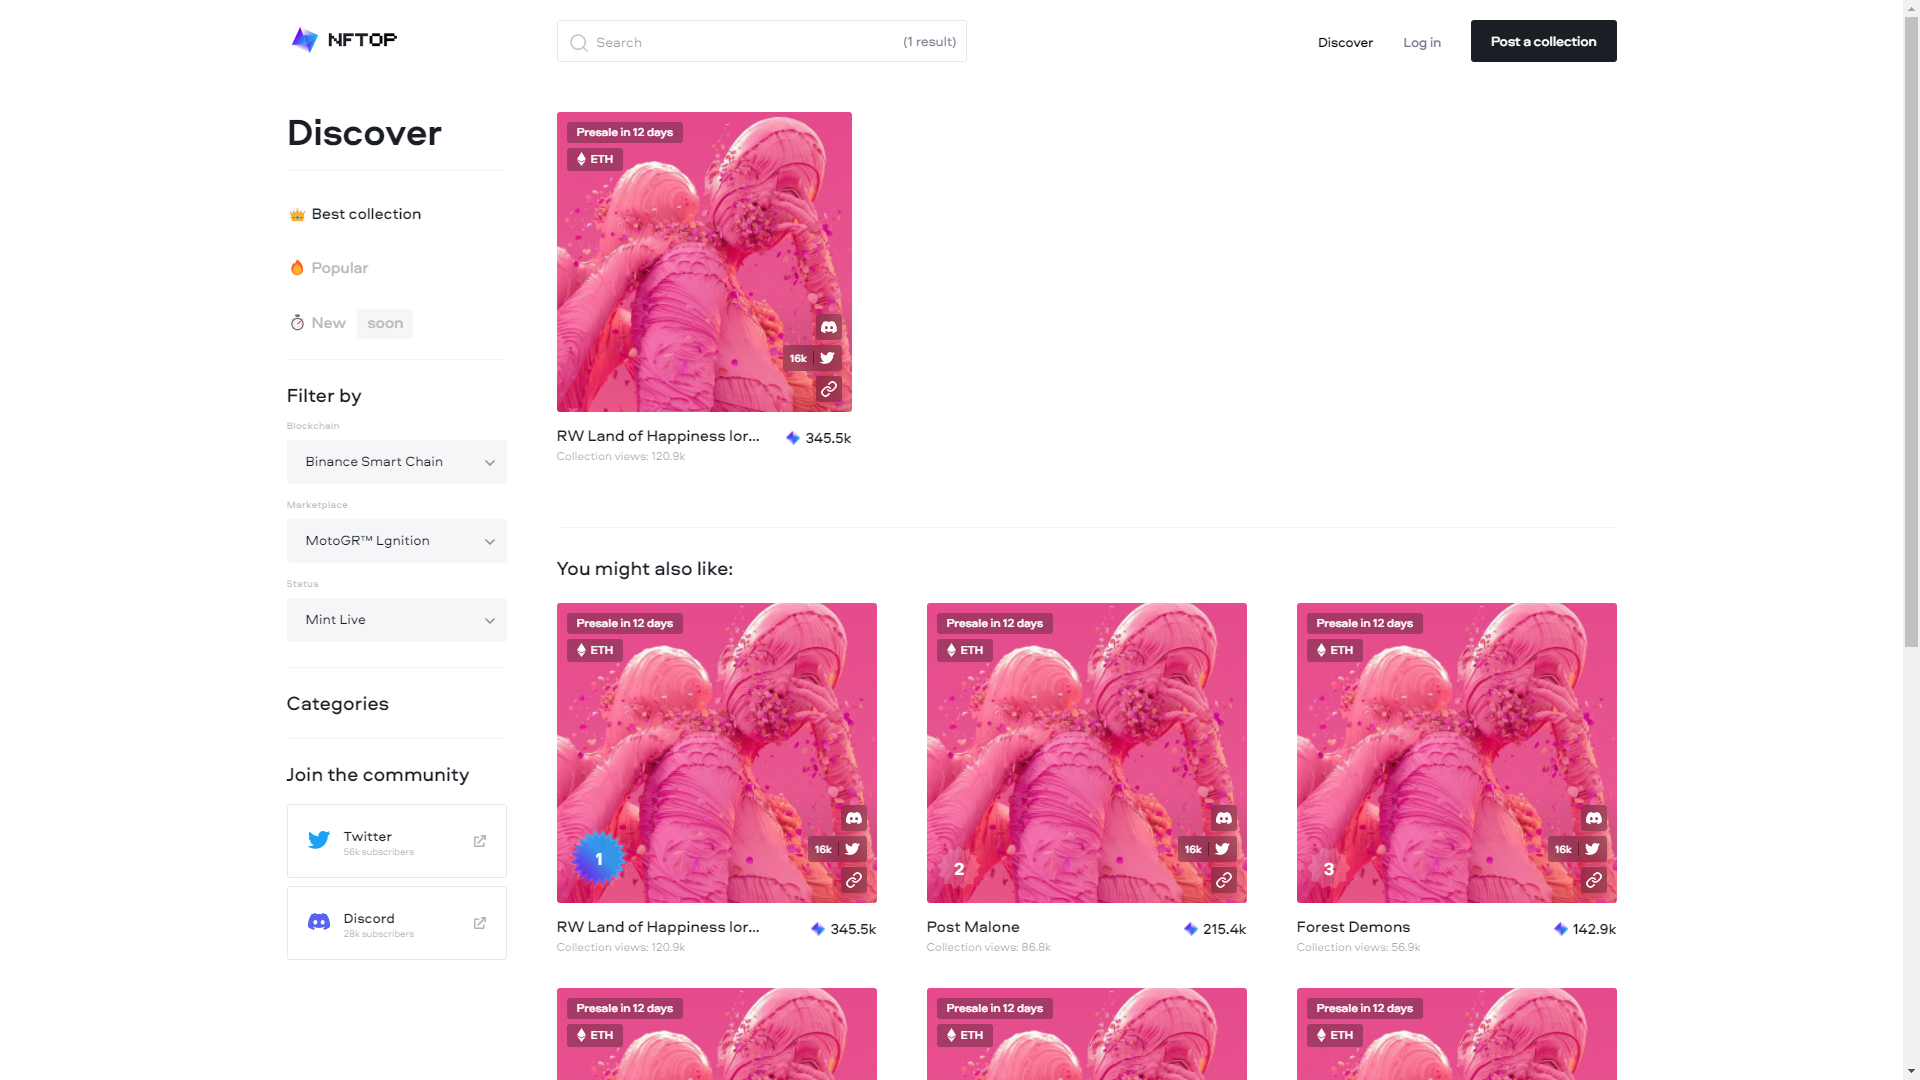 NFTOP
Search
(1 result)
Discover
Log in
Post a collection
Discover
Best collection
Popular
New
soon
Filter by
Blockchain
Binance Smart Chain
Marketplace
MotoGR™ Lgnition
Status
Mint Live
Categories
Join the community
Twitter
56k subscribers
Discord
28k subscribers
Presale in 12 days
ETH
16k
RW Land of Happiness lor...
345.5k
Collection views: 120.9k
You might also like:
Presale in 12 days
ETH
16k
1
RW Land of Happiness lor...
345.5k
Collection views: 120.9k
Presale in 12 days
ETH
16k
2
Post Malone
215.4k
Collection views: 86.8k
Presale in 12 days
ETH
16k
3
Forest Demons
142.9k
Collection views: 56.9k
Presale in 12 days
ETH
Presale in 12 days
ETH
Presale in 12 days
ETH